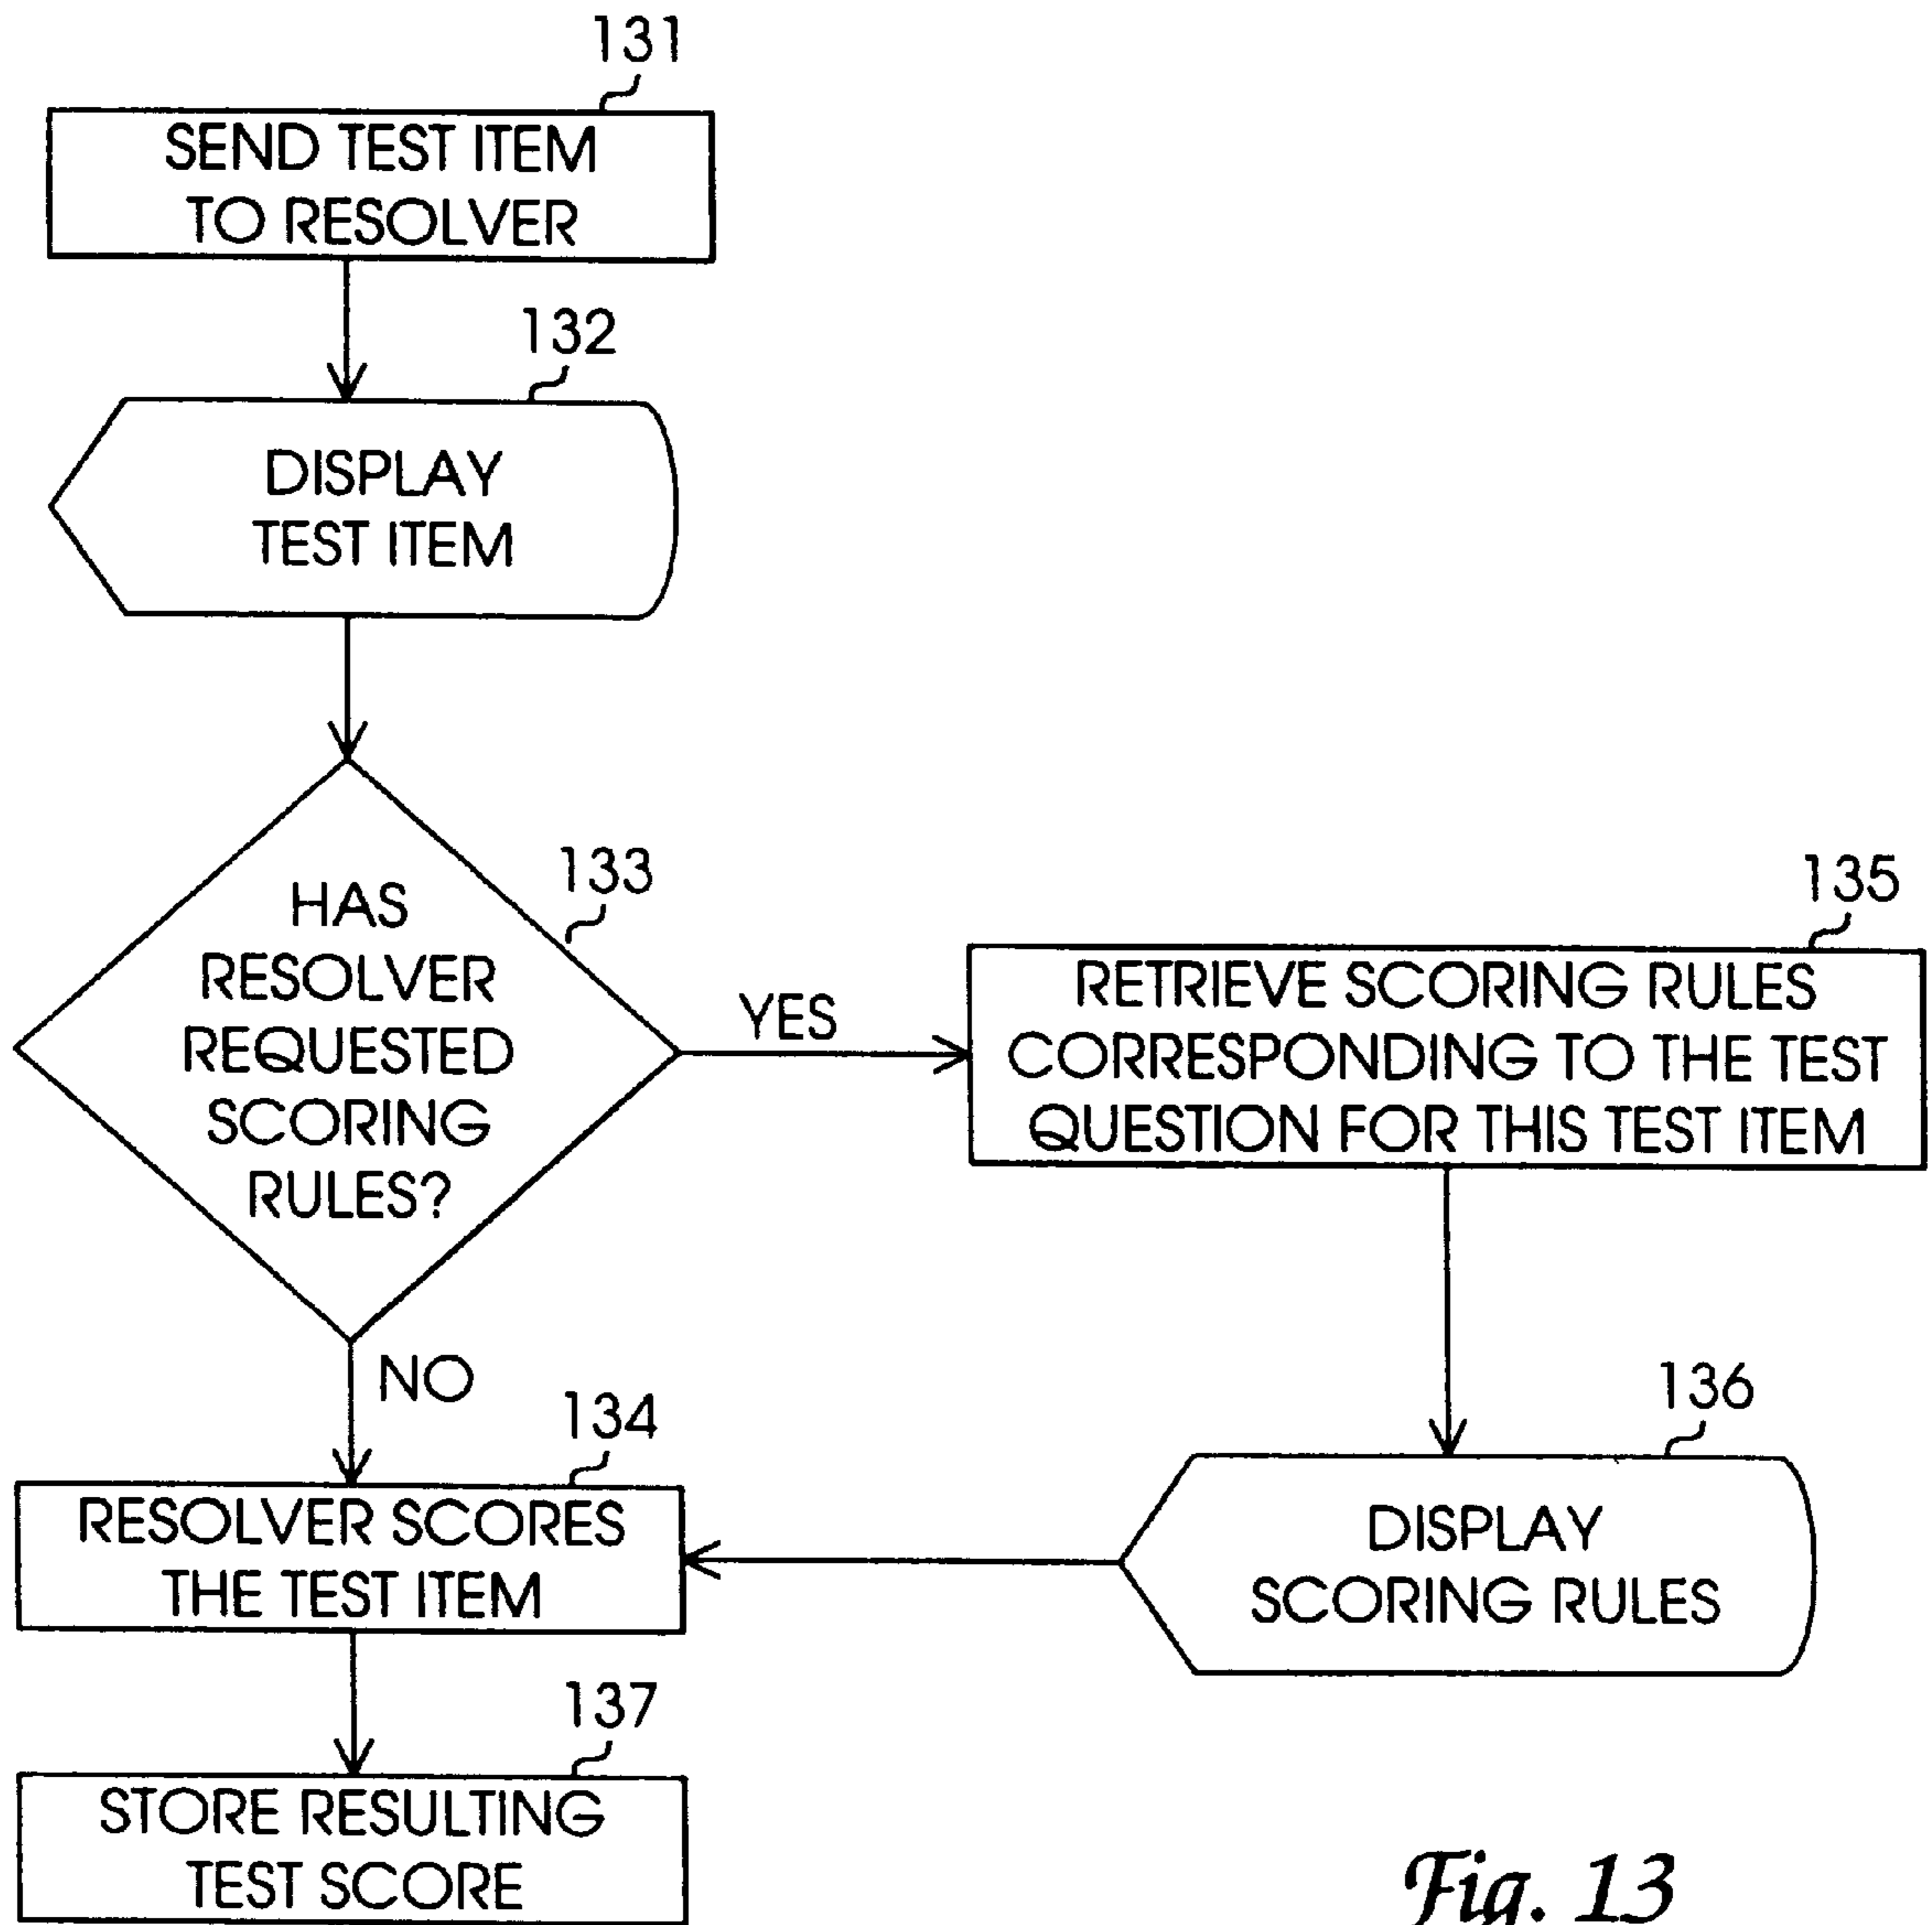 131
SEND TEST ITEM
TO RESOLVER
132
DISPLAY
TEST ITEM
133
HAS
RESOLVER
REQUESTED
SCORING
RULES?
YES
135
RETRIEVE SCORING RULES
CORRESPONDING TO THE TEST
QUESTION FOR THIS TEST ITEM
NO
134
RESOLVER SCORES
THE TEST ITEM
136
DISPLAY
SCORING RULES
137
STORE RESULTING
TEST SCORE
Fig. 13